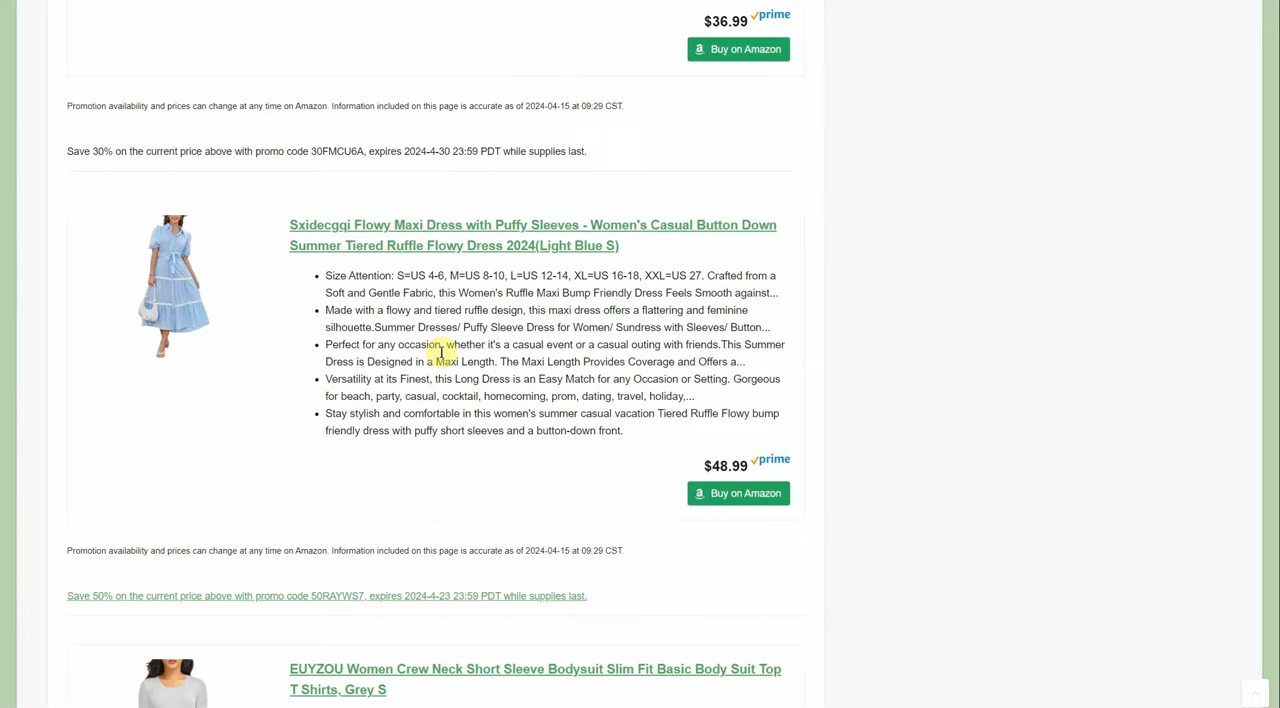 $36.99 prime
Buy on Amazon
Promotion availability and prices can change at any time on Amazon. Information included on this page is accurate as of 2024-04-15 at 09:29 CST.
Save 30% on the current price above with promo code 30FMCU6A, expires 2024-4-30 23:59 PDT while supplies last.
Sxidecgqi Flowy Maxi Dress with Puffy Sleeves - Women's Casual Button Down
Summer Tiered Ruffle Flowy Dress 2024(Light Blue S)
• Size Attention: S=US 4-6, M=US 8-10, L=US 12-14, XL=US 16-18, XXL=US 27. Crafted from a
Soft and Gentle Fabric, this Women's Ruffle Maxi Bump Friendly Dress Feels Smooth against...
• Made with a flowy and tiered ruffle design, this maxi dress offers a flattering and feminine
silhouette.Summer Dresses/ Puffy Sleeve Dress for Women/ Sundress with Sleeves/ Button...
• Perfect for any occasion, whether it's a casual event or a casual outing with friends.This Summer
Dress is Designed in a Maxi Length. The Maxi Length Provides Coverage and Offers a...
• Versatility at its Finest, this Long Dress is an Easy Match for any Occasion or Setting. Gorgeous
for beach, party, casual, cocktail, homecoming, prom, dating, travel, holiday,...
• Stay stylish and comfortable in this women's summer casual vacation Tiered Ruffle Flowy bump
friendly dress with puffy short sleeves and a button-down front.
$48.99 prime
Buy on Amazon
Promotion availability and prices can change at any time on Amazon. Information included on this page is accurate as of 2024-04-15 at 09:29 CST.
Save 50% on the current price above with promo code 50RAYWS7, expires 2024-4-23 23:59 PDT while supplies last.
EUYZOU Women Crew Neck Short Sleeve Bodysuit Slim Fit Basic Body Suit Top
T Shirts, Grey S